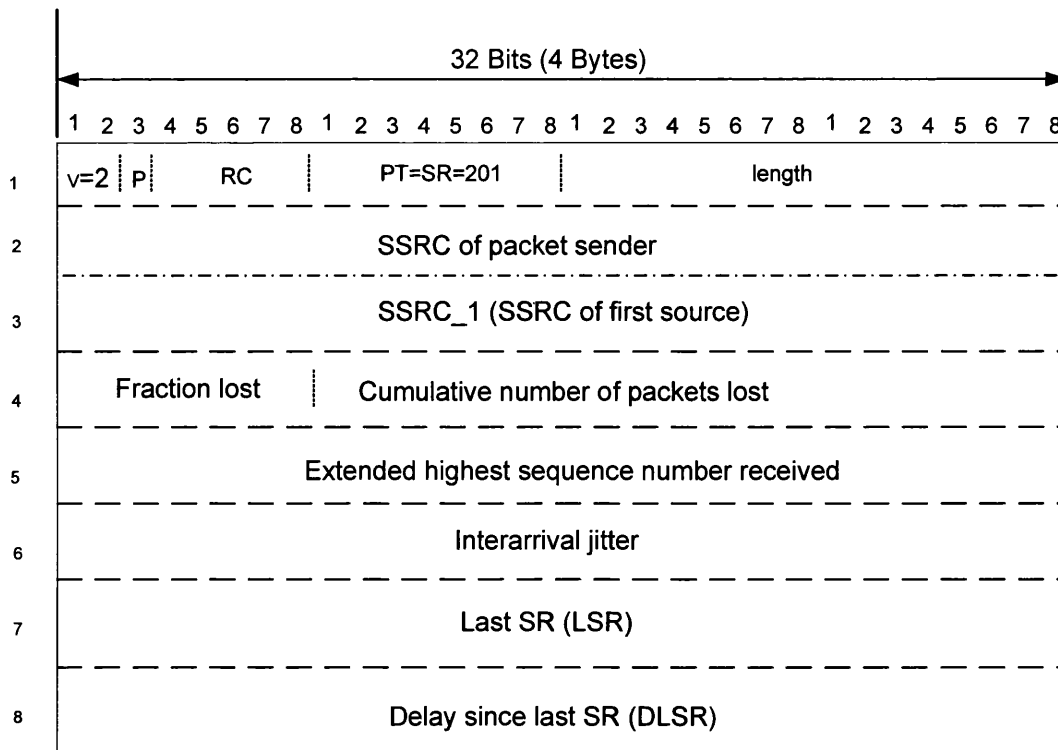 32 Bits (4 Bytes)
1 2 3 4 5 6 7 8 1 2 3 4 5 6 7 8 1 2 3 4 5 6 7 8 1 2 3 4 5 6 7 8
1 v=2 P RC PT=SR=201 length
2 SSRC of packet sender
3 SSRC_1 (SSRC of first source)
4 Fraction lost Cumulative number of packets lost
5 Extended highest sequence number received
6 Interarrival jitter
7 Last SR (LSR)
8 Delay since last SR (DLSR)